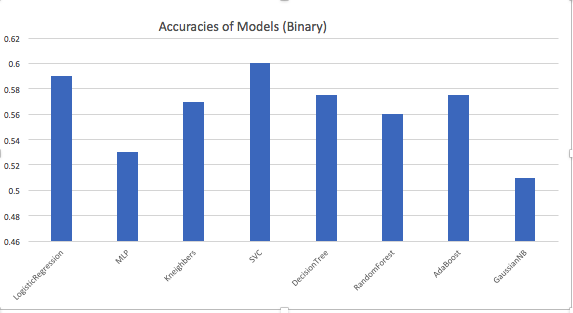 Accuracies of Models (Binary)
0.62
0.6
0.58
0.56
0.54
0.52
0.5
0.48
0.46
LogisticRegression
MLP
Kneighbers
SVC
DecisionTree
RandomForest
AdaBoost
GaussianNB